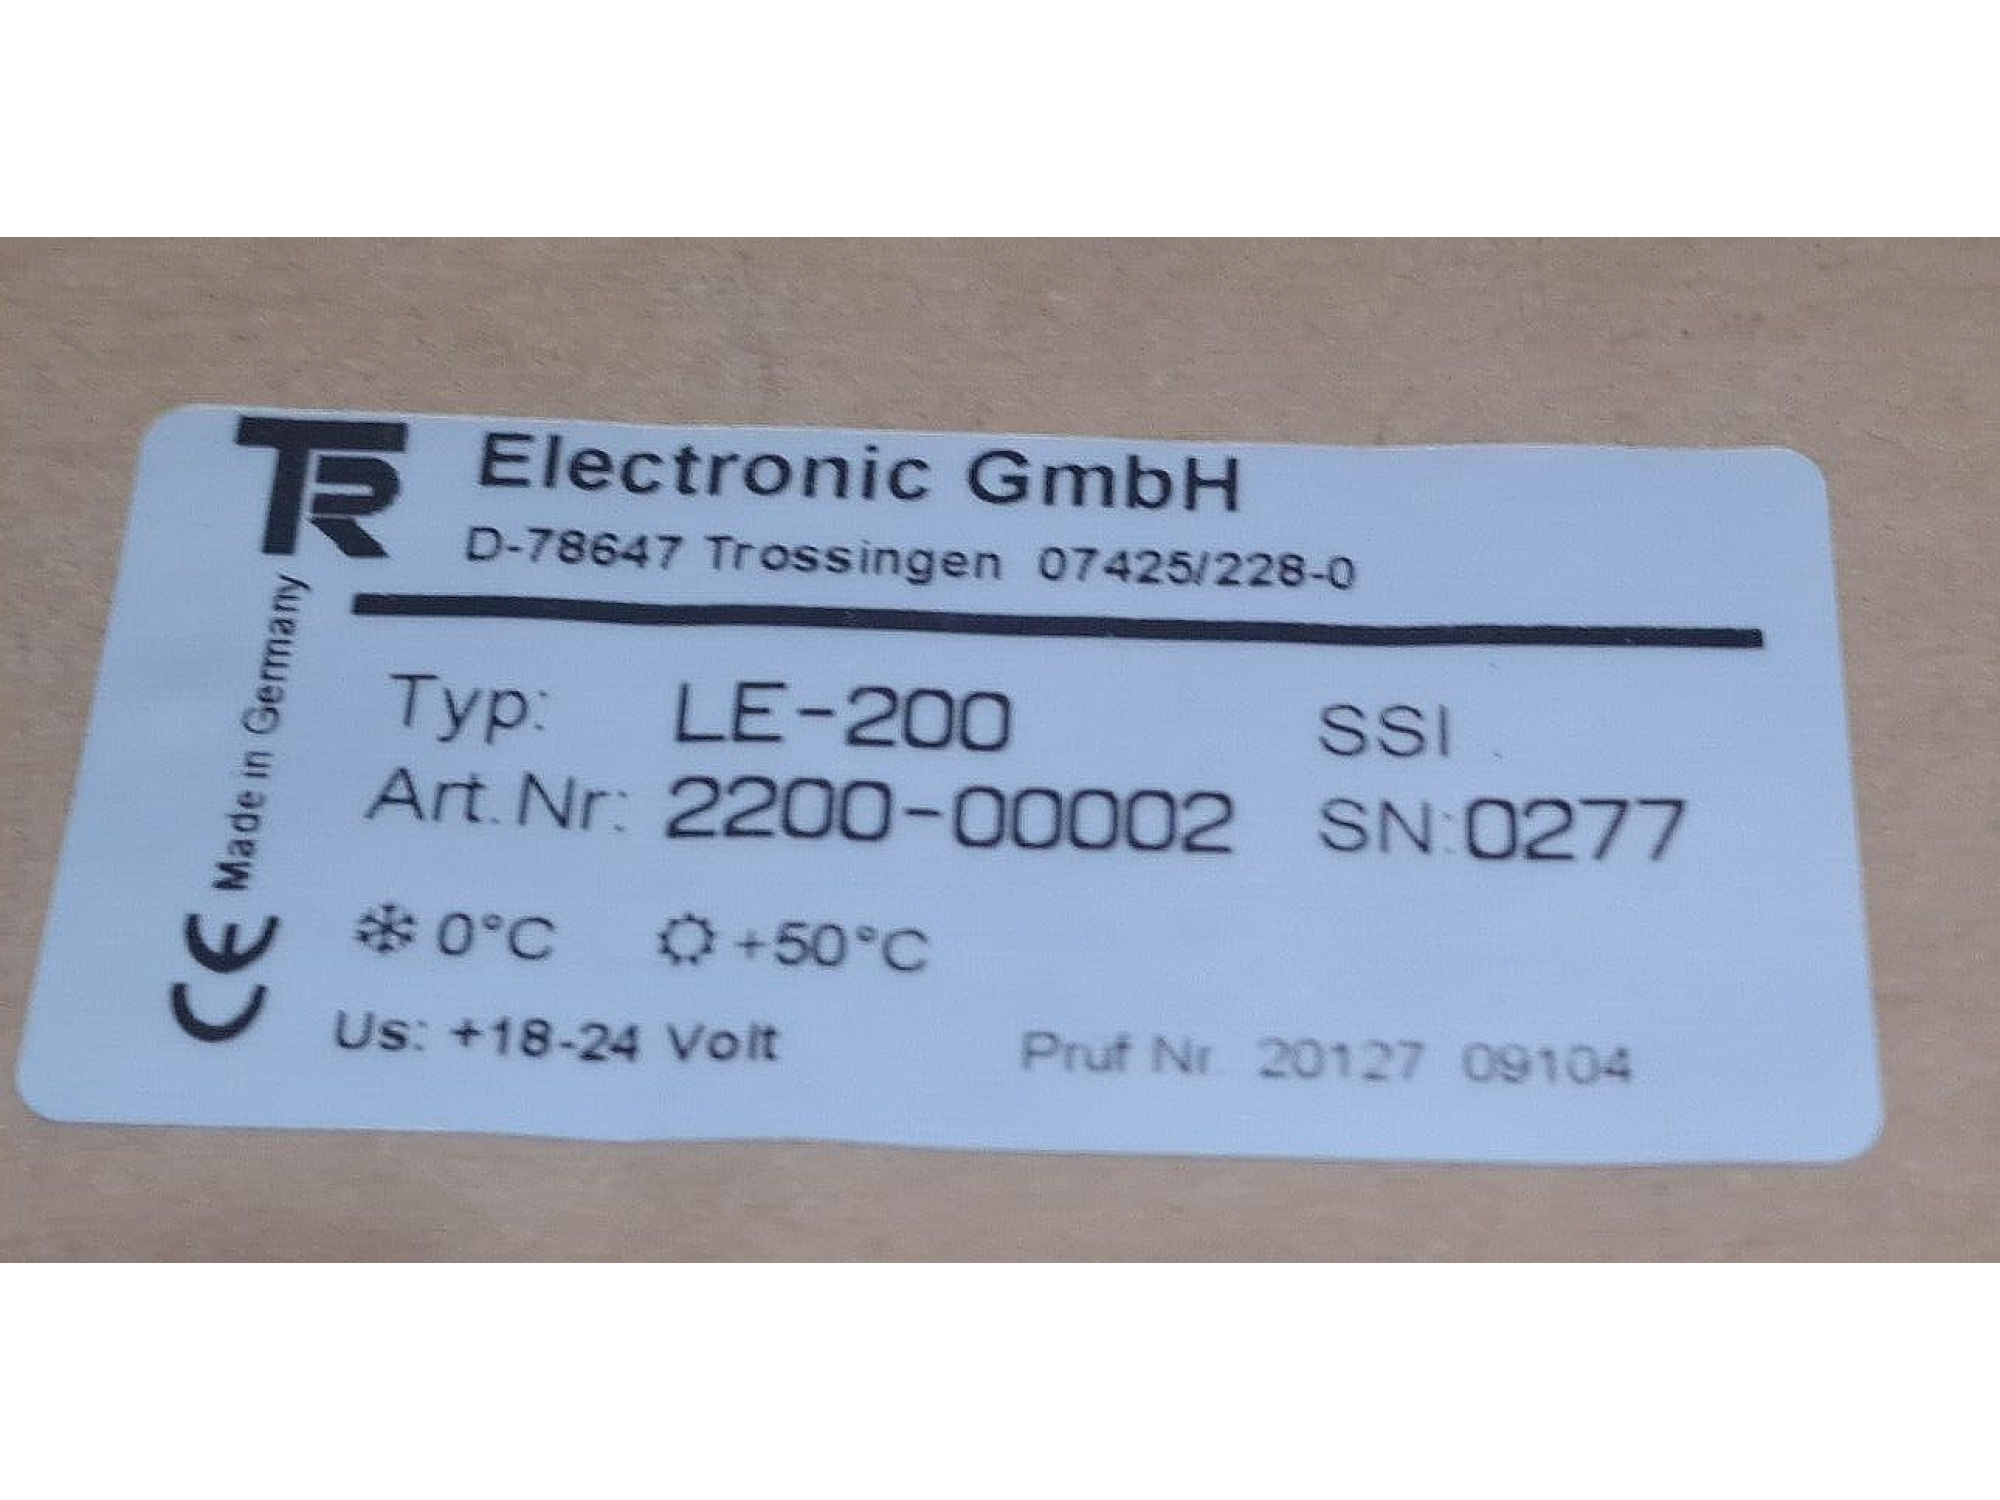 TR Electronic GmbH
D-78647 Trossingen 07425/228-0
Typ: LE-200 SSI
Art.Nr: 2200-00002 SN:0277
0°C +50°C
Us: +18-24 Volt Pruf Nr. 20127 09104
CE Made in Germany